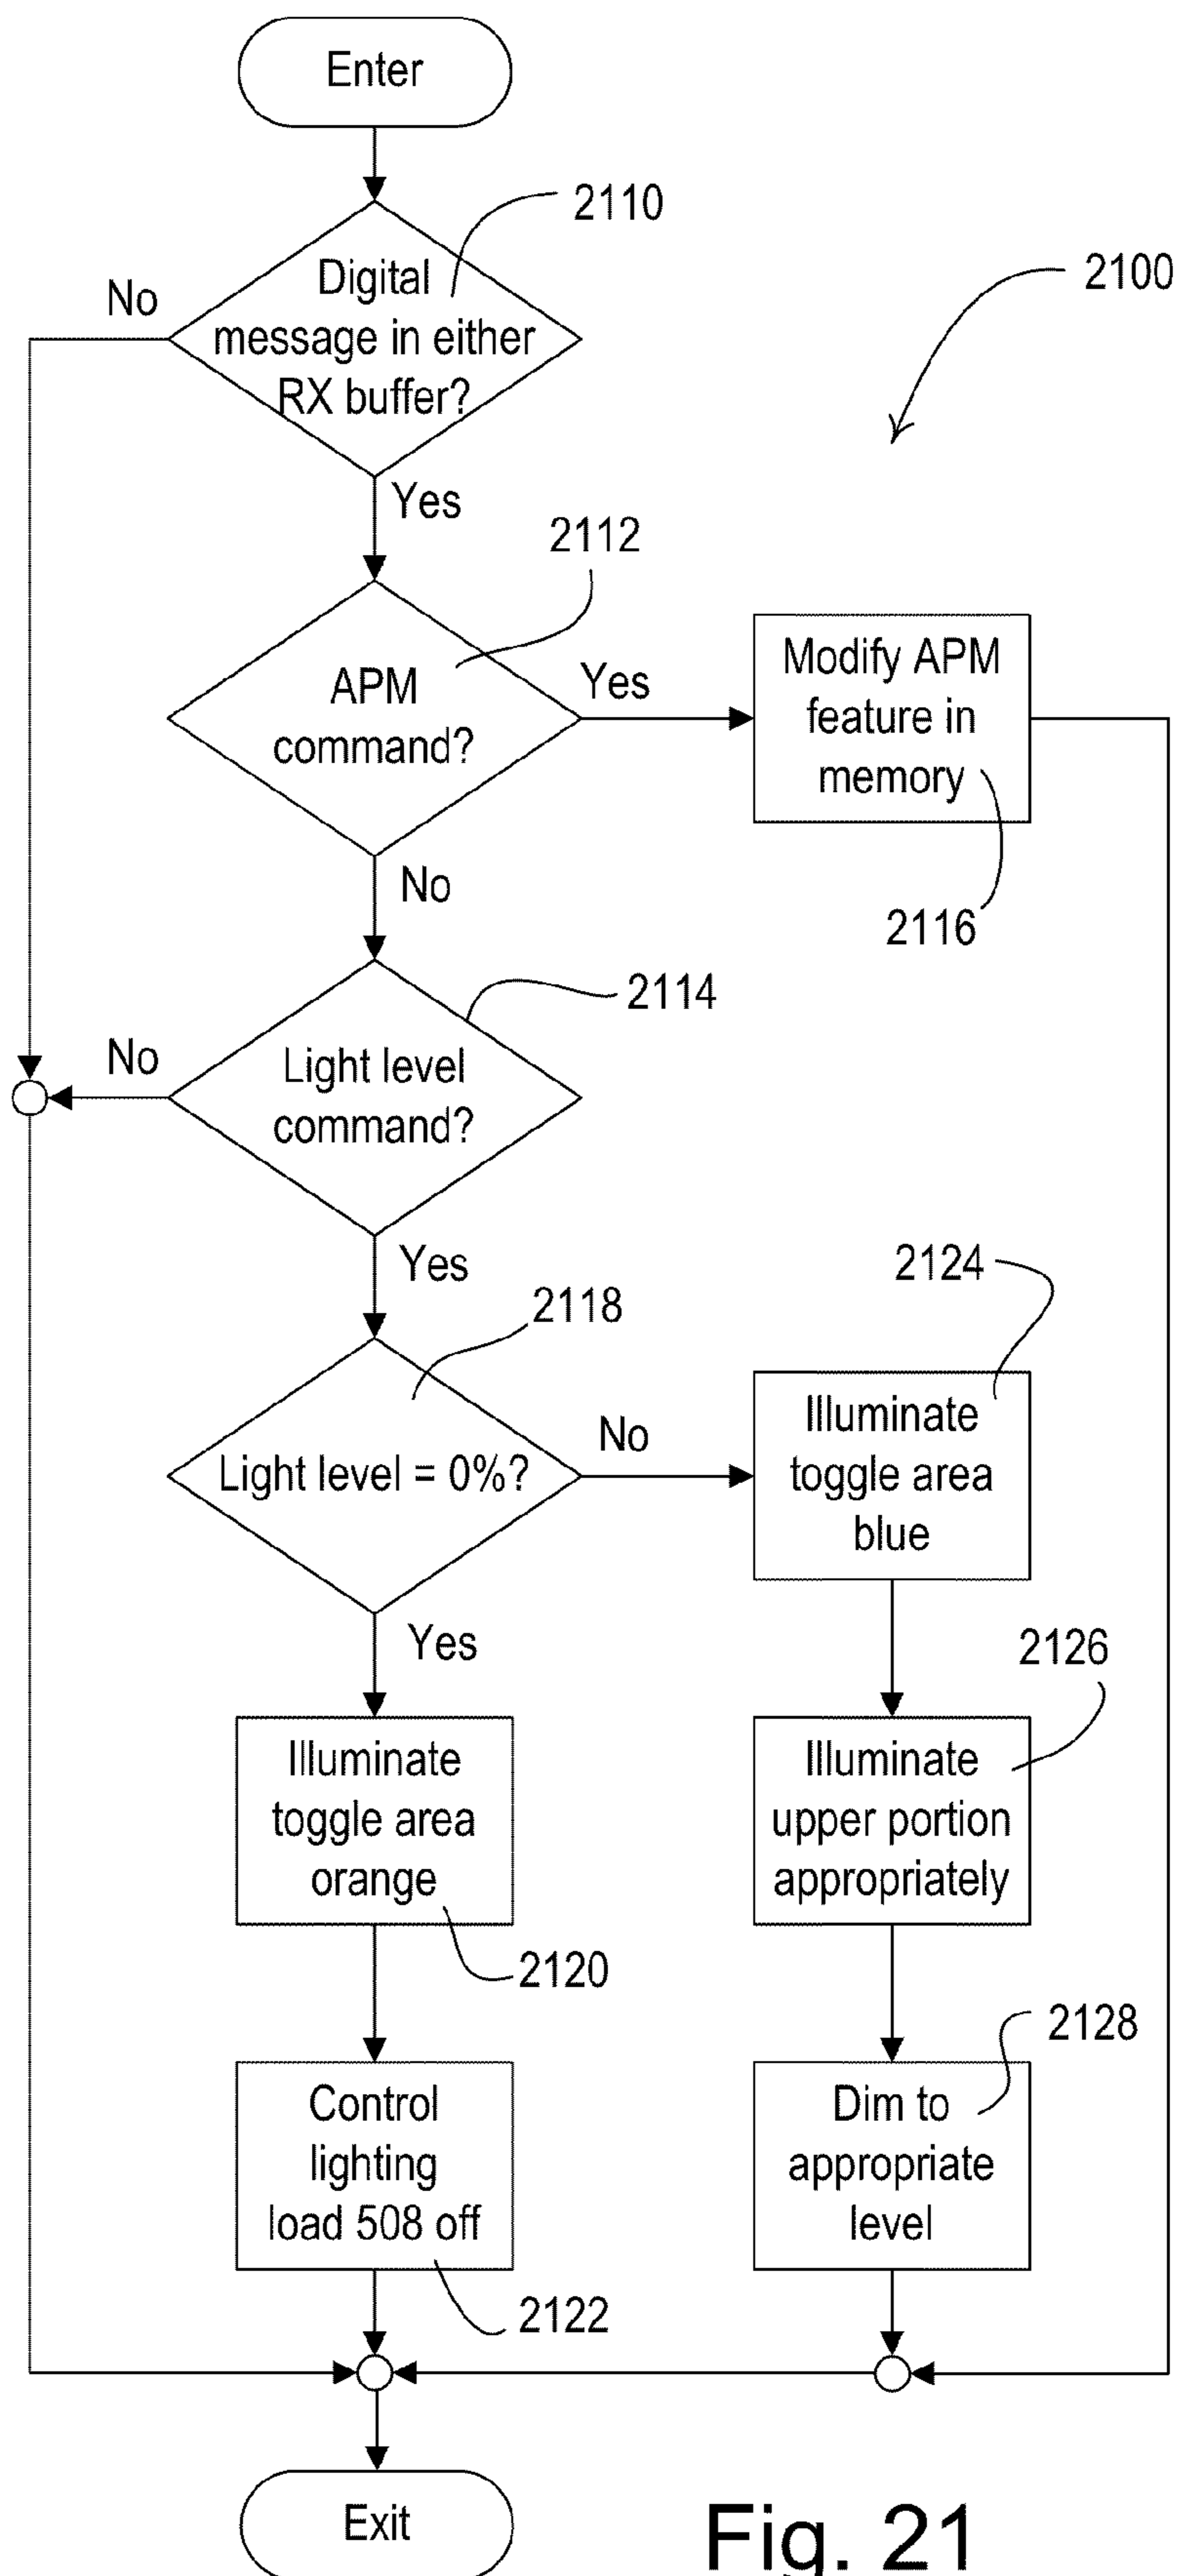 Enter
2110
2100
Digital
message in either
RX buffer?
No
Yes
2112
APM
command?
Yes
Modify APM
feature in
memory
2116
No
2114
Light level
command?
No
Yes
2118
Light level = 0%?
No
2124
Illuminate
toggle area
blue
Yes
2126
Illuminate
toggle area
orange
2120
Illuminate
upper portion
appropriately
2128
Control
lighting
load 508 off
2122
Dim to
appropriate
level
Exit
Fig. 21